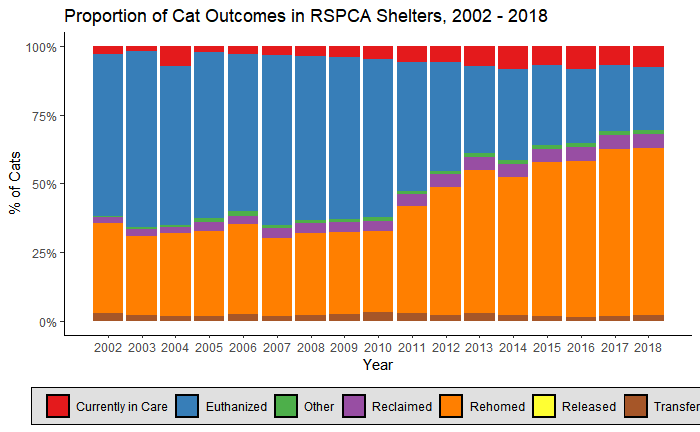 Proportion of Cat Outcomes in RSPCA Shelters, 2002 - 2018
100%
75%
50%
25%
0%
% of Cats
2002 2003 2004 2005 2006 2007 2008 2009 2010 2011 2012 2013 2014 2015 2016 2017 2018
Year
Currently in Care Euthanized Other Reclaimed Rehomed Released Transfer